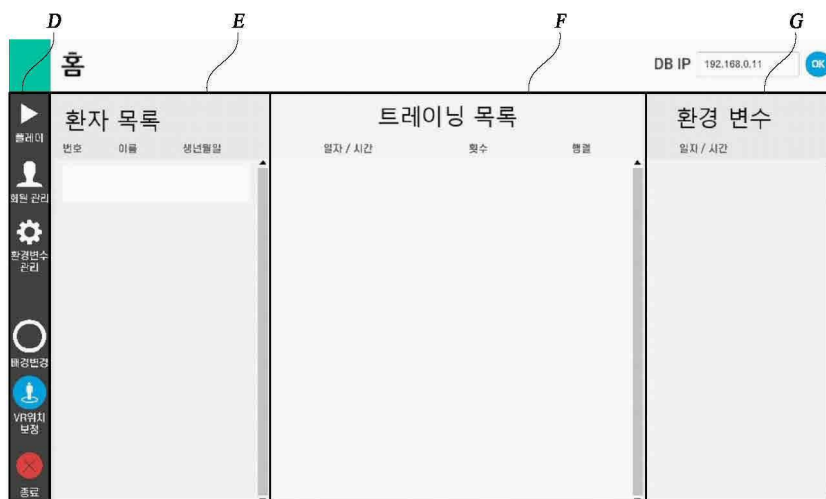 D E F G
홈 DB IP 192.168.0.11 OK
플레이
회원 관리
환경변수
관리
배경변경
VR위치
보정
종료
환자 목록
번호 이름 생년월일
트레이닝 목록
일자 / 시간 횟수 행결
환경 변수
일자 / 시간